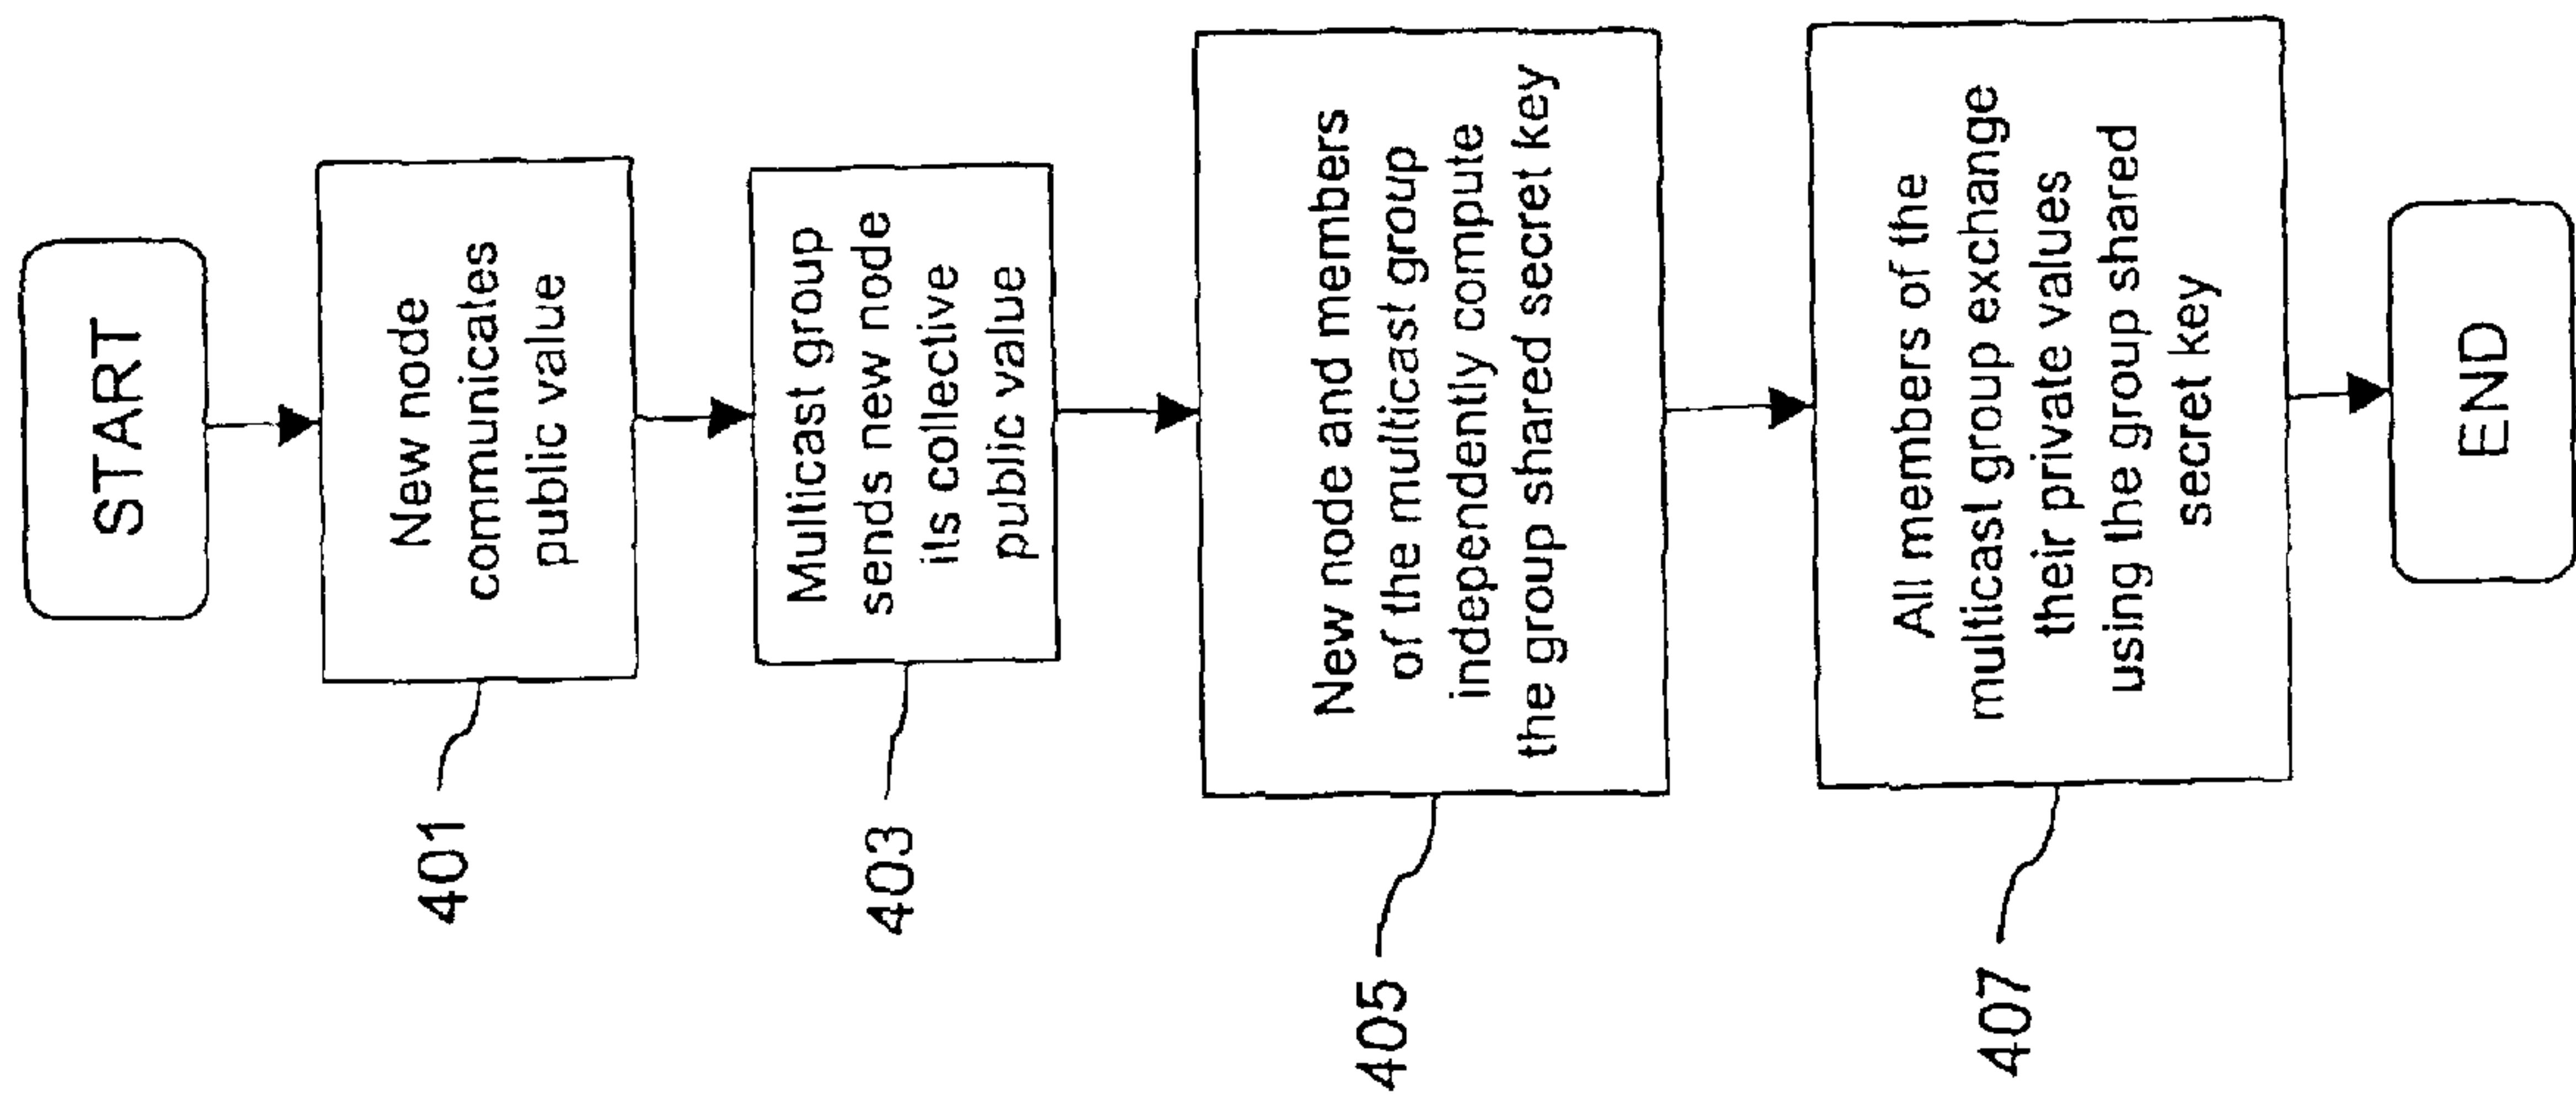 START
New node
communicates
public value
401
Multicast group
sends new node
its collective
public value
403
New node and members
of the multicast group
independently compute
the group shared secret key
405
All members of the
multicast group exchange
their private values
using the group shared
secret key
407
END